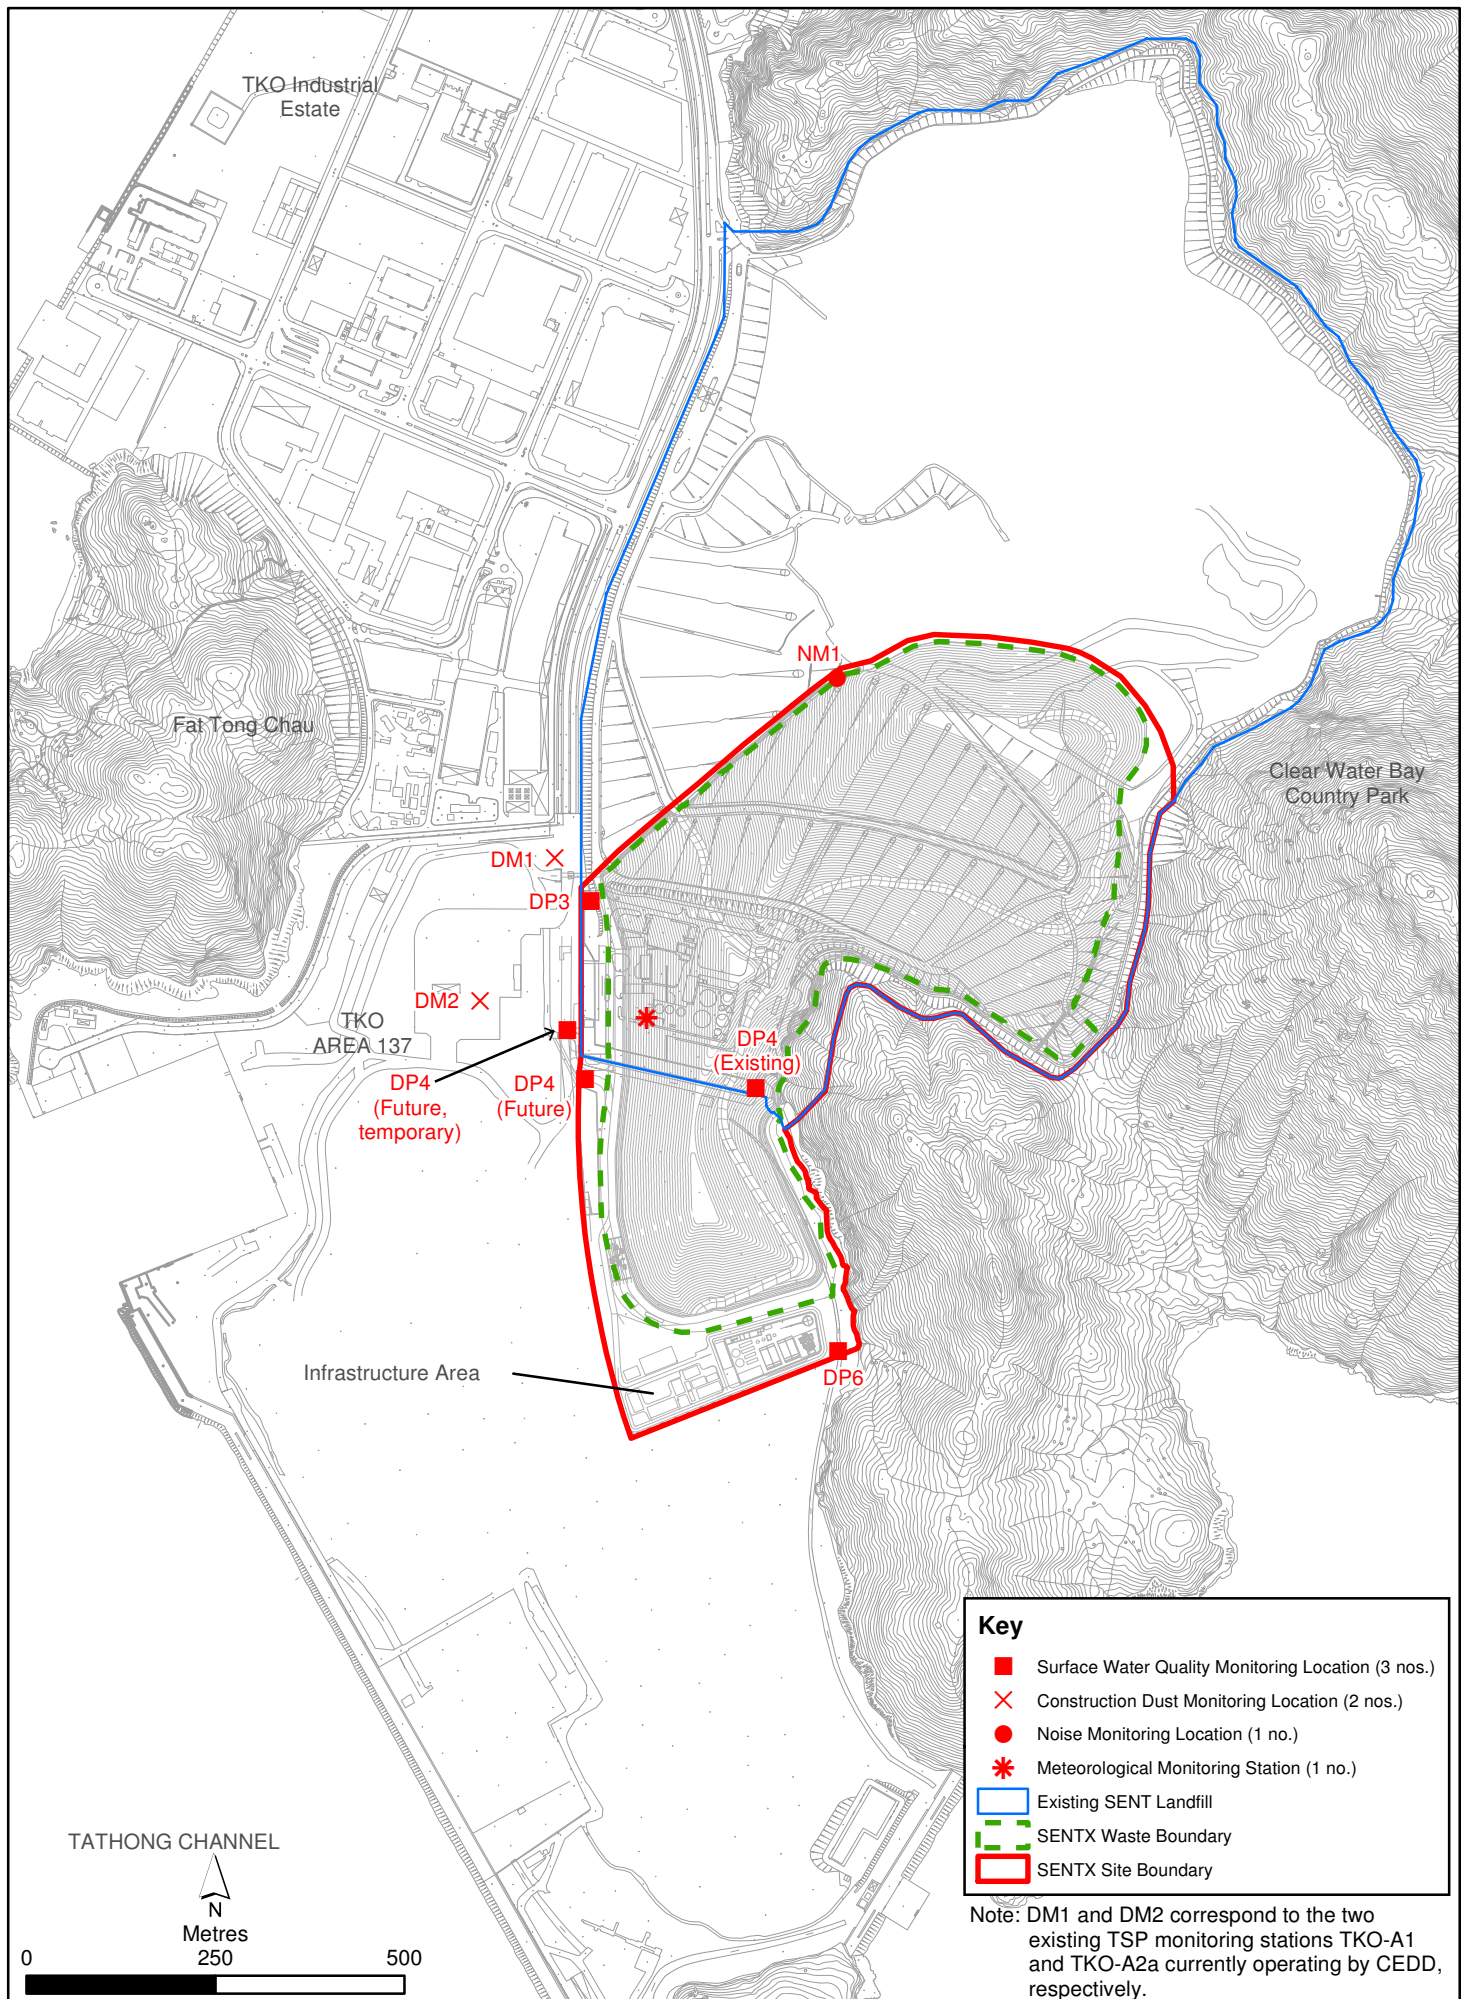 TKO Industrial
Estate
NM1
Fat Tong Chau
Clear Water Bay
Country Park
DM1
DP3
DM2
TKO
AREA 137
DP4
(Existing)
DP4
(Future,
temporary)
DP4
(Future)
Infrastructure Area
DP6
Key
Surface Water Quality Monitoring Location (3 nos.)
Construction Dust Monitoring Location (2 nos.)
Noise Monitoring Location (1 no.)
Meteorological Monitoring Station (1 no.)
Existing SENT Landfill
SENTX Waste Boundary
SENTX Site Boundary
TATHONG CHANNEL
N
Metres
0 250 500
Note: DM1 and DM2 correspond to the two
existing TSP monitoring stations TKO-A1
and TKO-A2a currently operating by CEDD,
respectively.